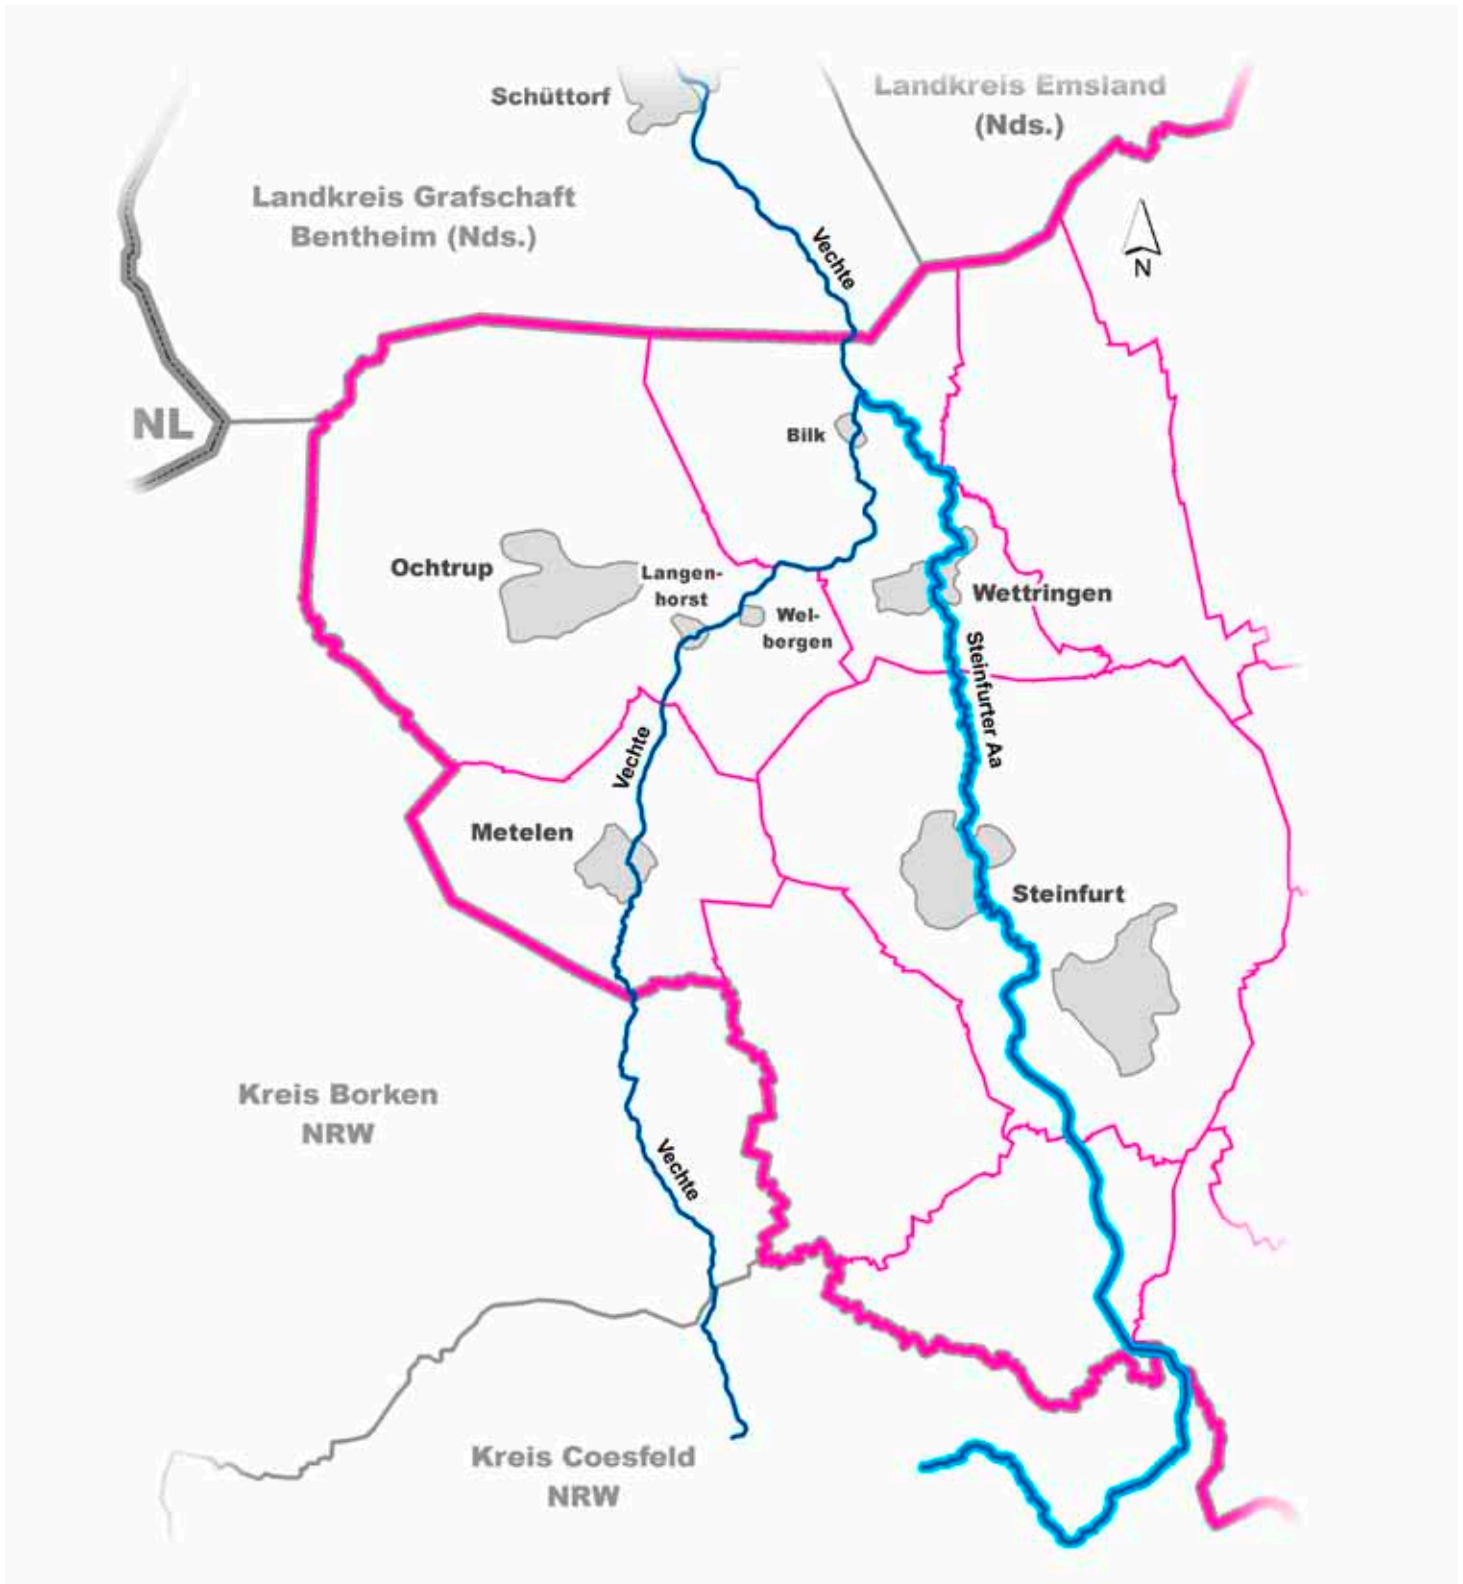 Schüttorf
Landkreis Emsland
(Nds.)
Landkreis Grafschaft
Bentheim (Nds.)
Vechte
N
NL
Bilk
Ochtrup
Langen-
horst
Wel-
bergen
Wettringen
Steinfurter Aa
Vechte
Metelen
Steinfurt
Kreis Borken
NRW
Vechte
Kreis Coesfeld
NRW